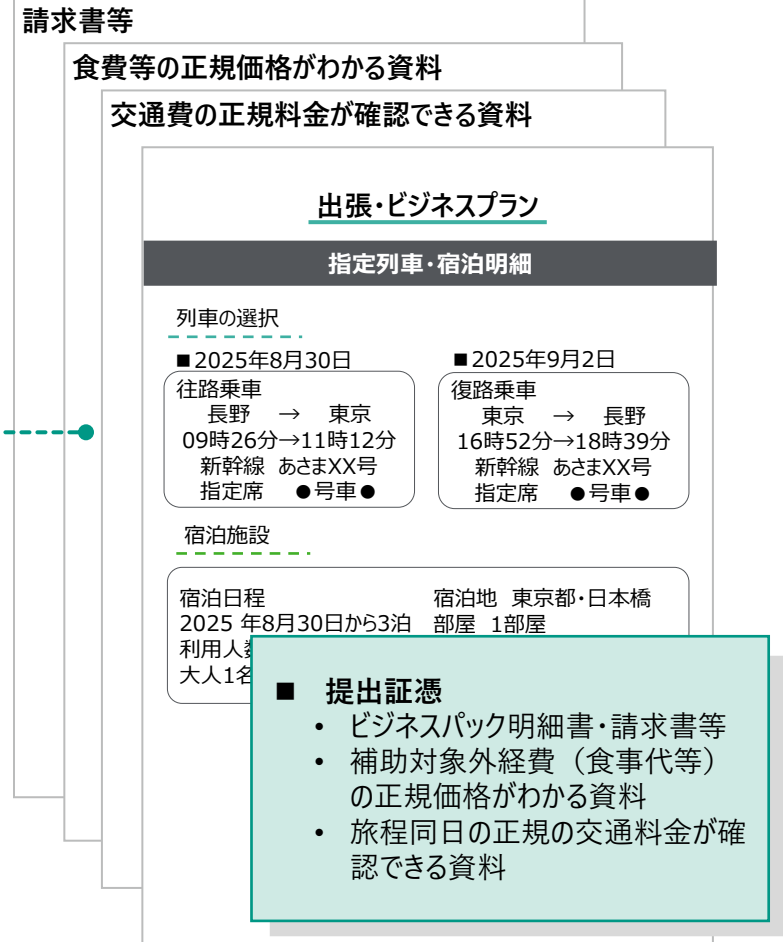 請求書等
食費等の正規価格がわかる資料
交通費の正規料金が確認できる資料
出張・ビジネスプラン
指定列車・宿泊明細
列車の選択
■2025年8月30日
往路乗車
長野 → 東京
09時26分→11時12分
新幹線 あさまXX号
指定席 ●号車●
■2025年9月2日
復路乗車
東京 → 長野
16時52分→18時39分
新幹線 あさまXX号
指定席 ●号車●
宿泊施設
宿泊日程
2025 年8月30日から3泊
利用人
大人1名
宿泊地 東京都・日本橋
部屋 1部屋
■ 提出証憑
• ビジネスパック明細書・請求書等
• 補助対象外経費（食事代等）
の正規価格がわかる資料
• 旅程同日の正規の交通料金が確
認できる資料